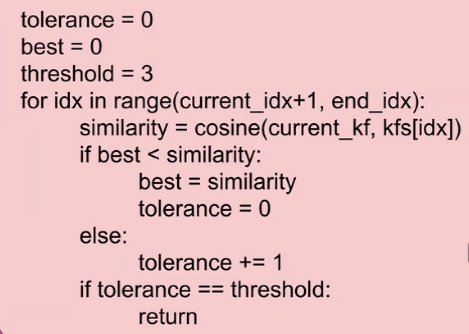 tolerance = 0
best = 0
threshold = 3
for idx in range(current_idx+1, end_idx):
similarity = cosine(current_kf, kfs[idx])
if best < similarity:
best = similarity
tolerance = 0
else:
tolerance += 1
if tolerance == threshold:
return